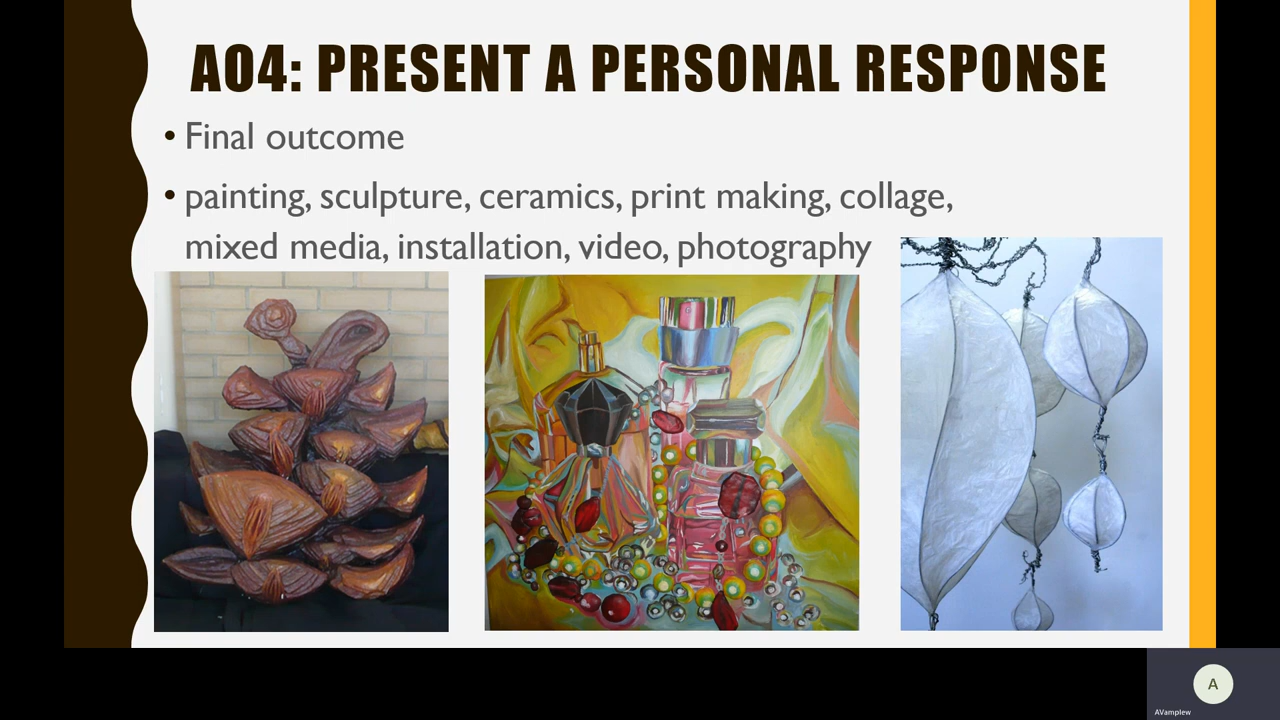 AO4: PRESENT A PERSONAL RESPONSE
• Final outcome
• painting, sculpture, ceramics, print making, collage,
mixed media, installation, video, photography
A
AVamplew